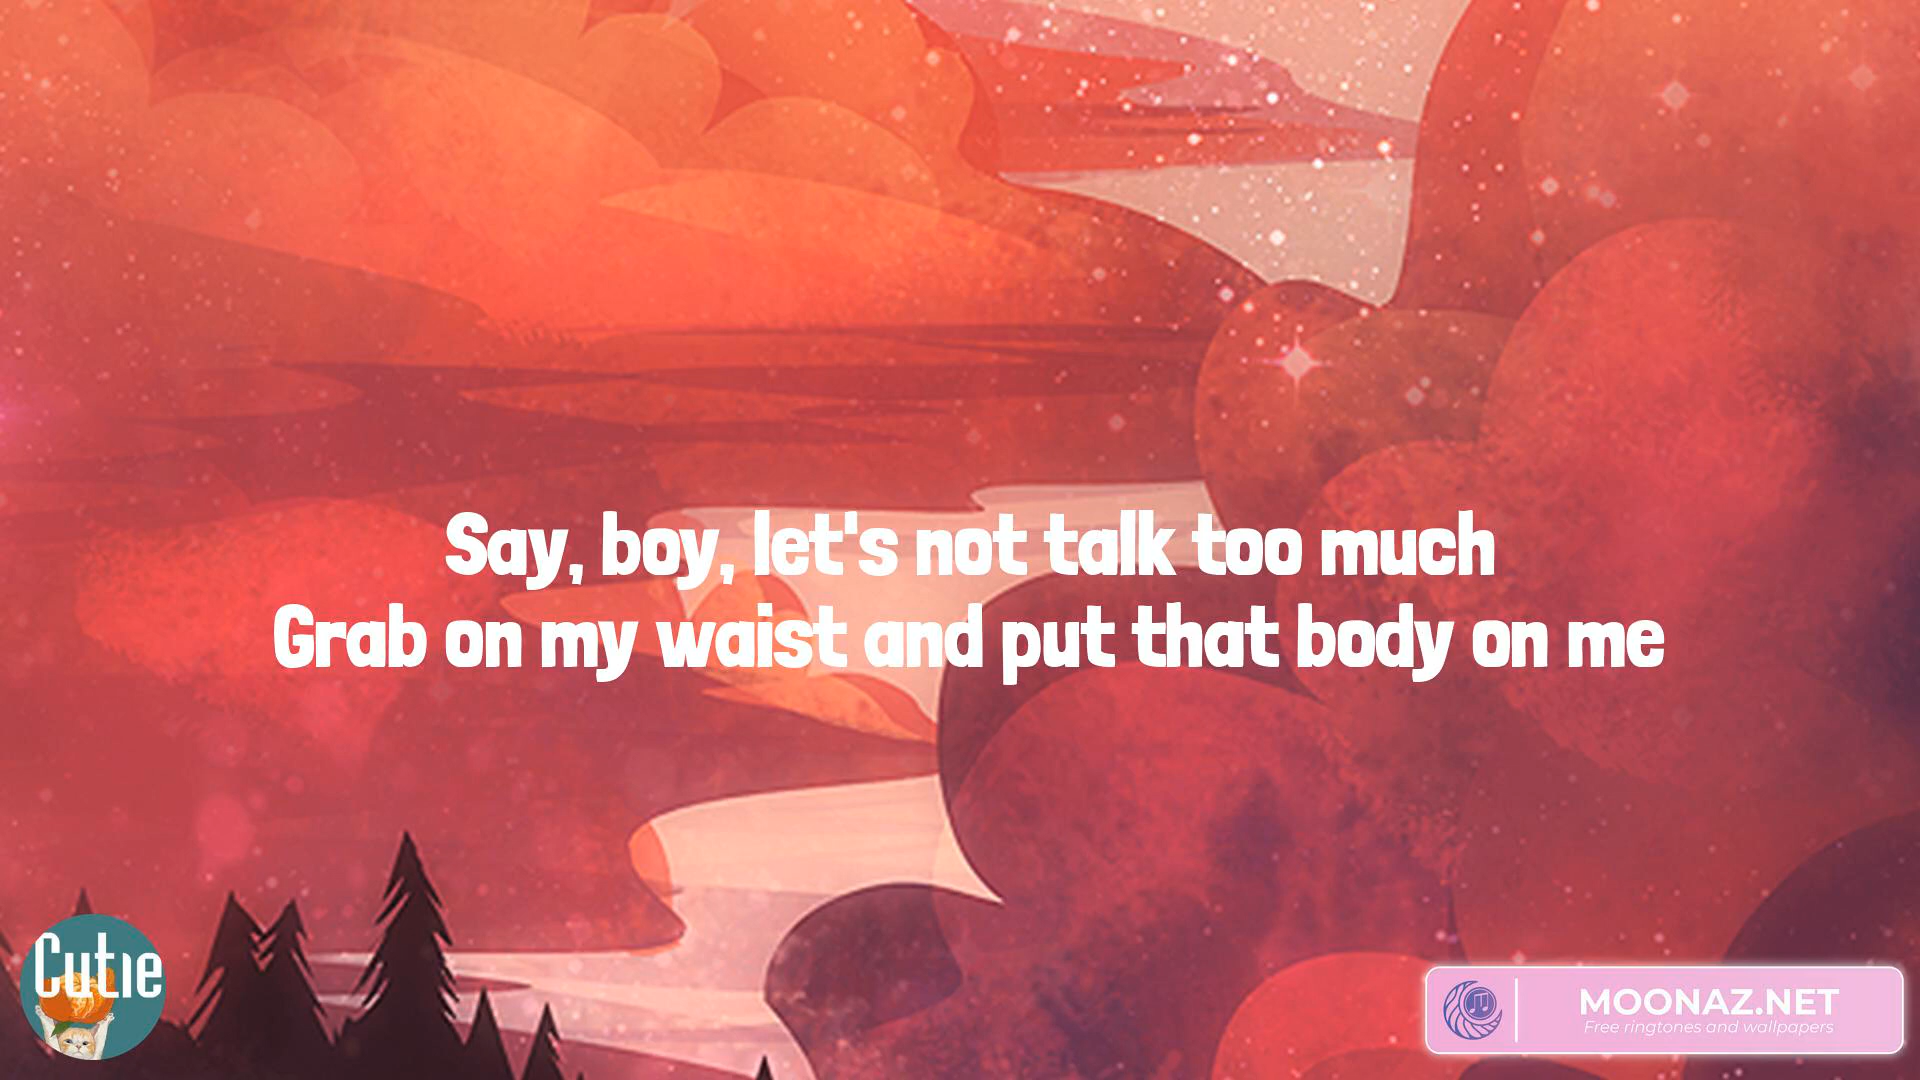 Say, boy, let's not talk too much
Grab on my waist and put that body on me
Cutie
MOONAZ.NET
Free ringtones and wallpapers